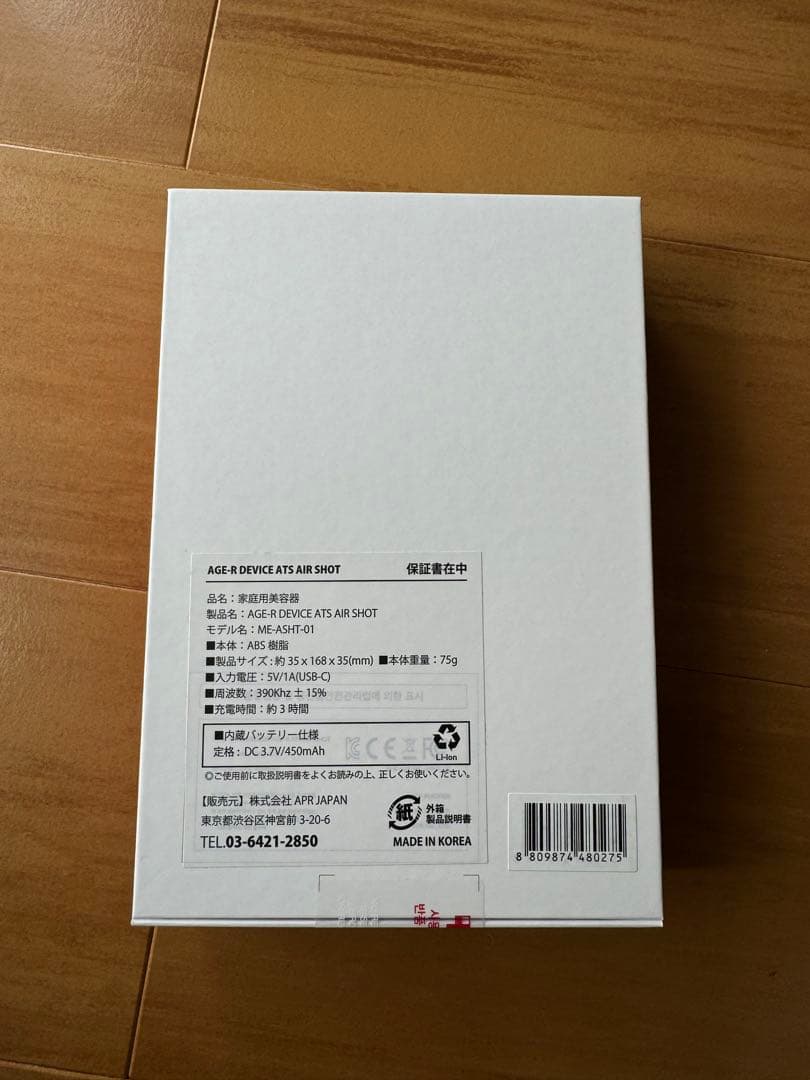 AGE-R DEVICE ATS AIR SHOT 保証書在中
品名：家庭用美容器
製品名：AGE-R DEVICE ATS AIR SHOT
モデル名：ME-ASHT-01
■本体：ABS 樹脂
■製品サイズ：約 35 x 168 x 35(mm) ■本体重量：75g
■入力電圧：5V/1A(USB-C)
■周波数：390Khz ± 15%
■充電時間：約 3 時間
■内蔵バッテリー仕様
定格：DC 3.7V/450mAh
Li-ion
◎ご使用前に取扱説明書をよくお読みの上、正しくお使いください。
【販売元】株式会社 APR JAPAN
東京都渋谷区神宮前 3-20-6
TEL.03-6421-2850
紙
外箱
製品説明書
MADE IN KOREA
8 809874 480275